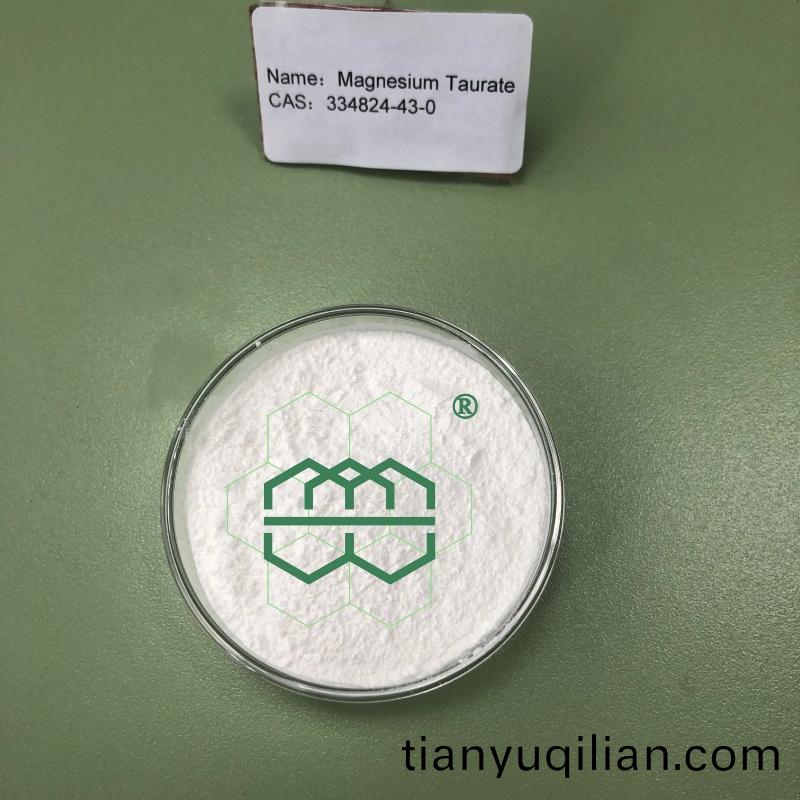 Name：Magnesium Taurate
CAS：334824-43-0
®
tianyuqilian.com